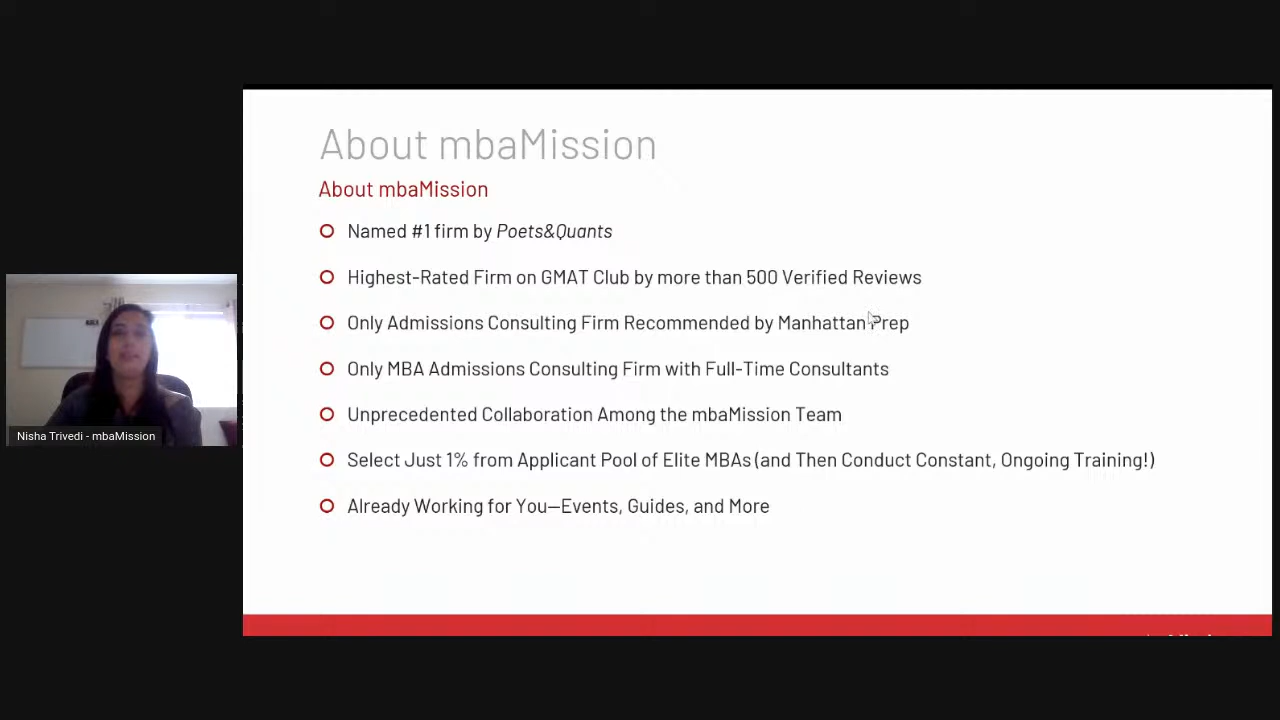 About mbaMission
About mbaMission
Named #1 firm by Poets&Quants
Highest-Rated Firm on GMAT Club by more than 500 Verified Reviews
Only Admissions Consulting Firm Recommended by Manhattan Prep
Only MBA Admissions Consulting Firm with Full-Time Consultants
Unprecedented Collaboration Among the mbaMission Team
Select Just 1% from Applicant Pool of Elite MBAs (and Then Conduct Constant, Ongoing Training!)
Already Working for You—Events, Guides, and More
Nisha Trivedi - mbaMission